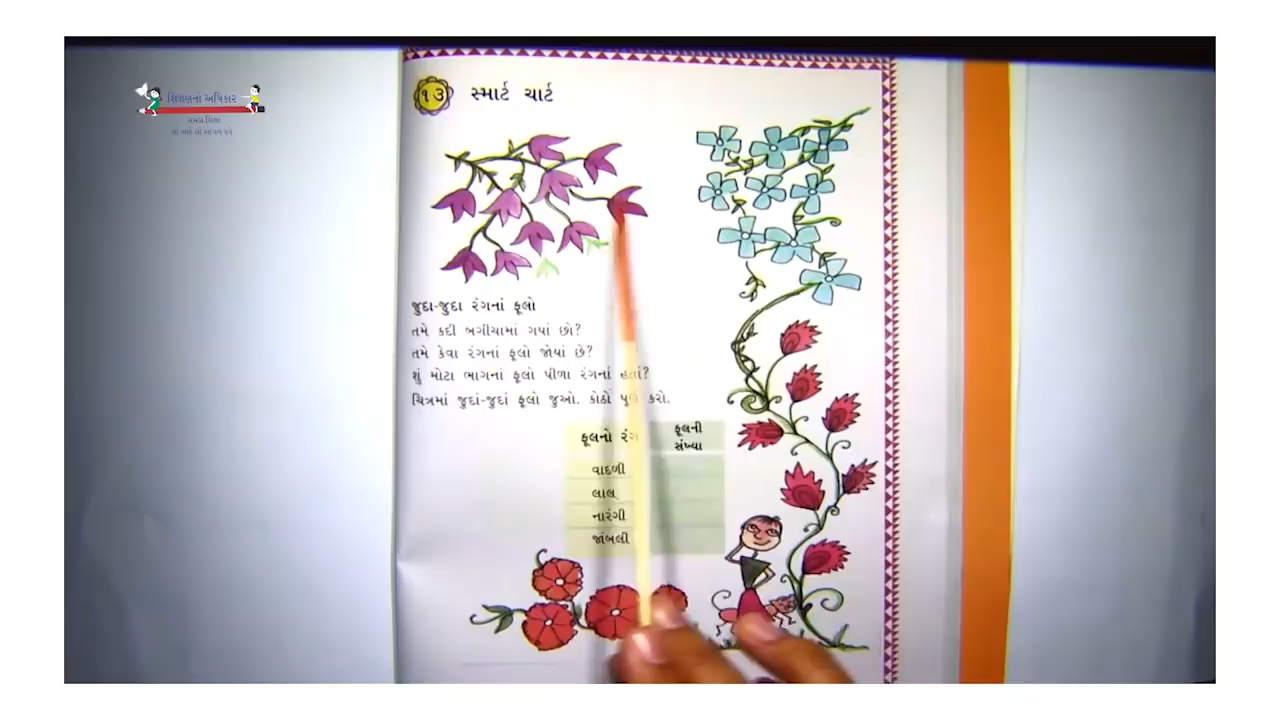 શિક્ષણનો અધિકાર
સમગ્ર શિક્ષા
૧૩ સ્માર્ટ ચાર્ટ
જુદા-જુદા રંગનાં ફૂલો
તમે કદી બગીચામાં ગયાં છો?
તમે કેવા રંગનાં ફૂલો જોયાં છે?
શું મોટા ભાગનાં ફૂલો પીળા રંગનાં હતાં?
ચિત્રમાં જુદાં-જુદાં ફૂલો જુઓ. કોઠો પૂર્ણ કરો.
ફૂલનો રંગ
ફૂલની સંખ્યા
વાદળી
લાલ
નારંગી
જાંબલી